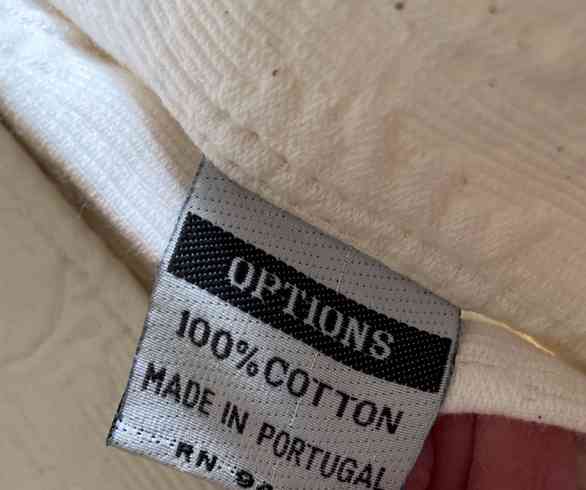 OPTIONS
100% COTTON
MADE IN PORTUGAL
RN